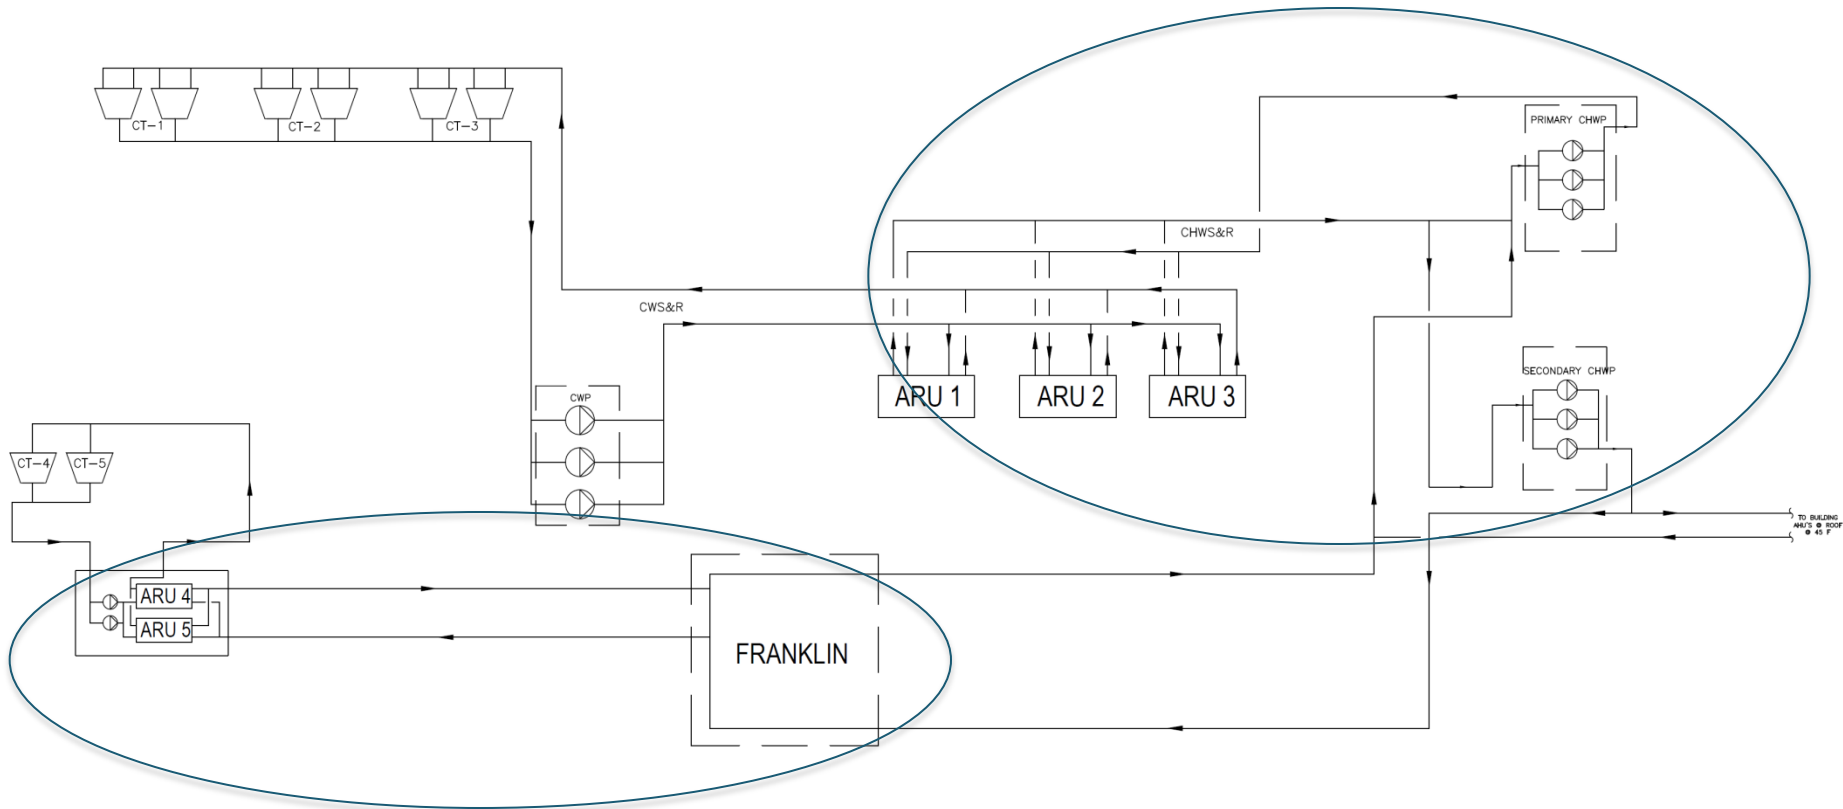 CT-1
CT-2
CT-3
PRIMARY CHWP
CHWS&R
CWS&R
SECONDARY CHWP
CWP
ARU 1
ARU 2
ARU 3
CT-4
CT-5
TO BUILDING
AHU'S @ ROOF
@ 45 F
ARU 4
ARU 5
FRANKLIN